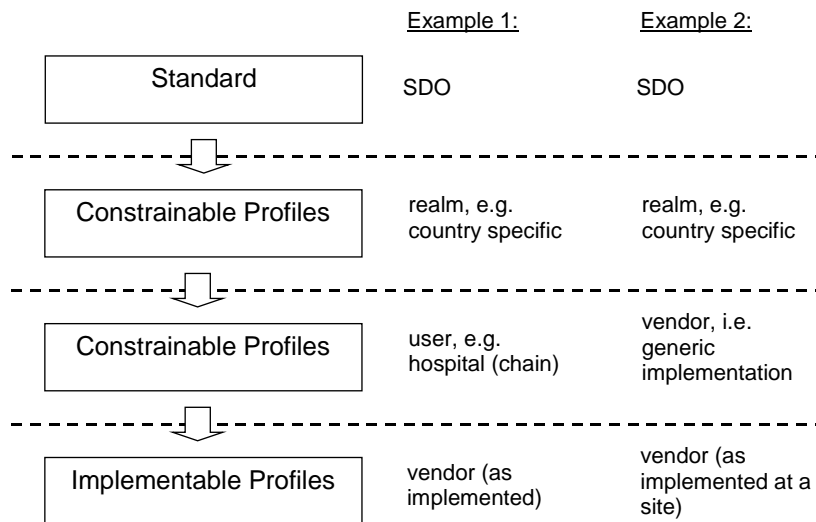 Example 1:
Example 2:
Standard
SDO
SDO
Constrainable Profiles
realm, e.g.
country specific
realm, e.g.
country specific
Constrainable Profiles
user, e.g.
hospital (chain)
vendor, i.e.
generic
implementation
Implementable Profiles
vendor (as
implemented)
vendor (as
implemented at a
site)